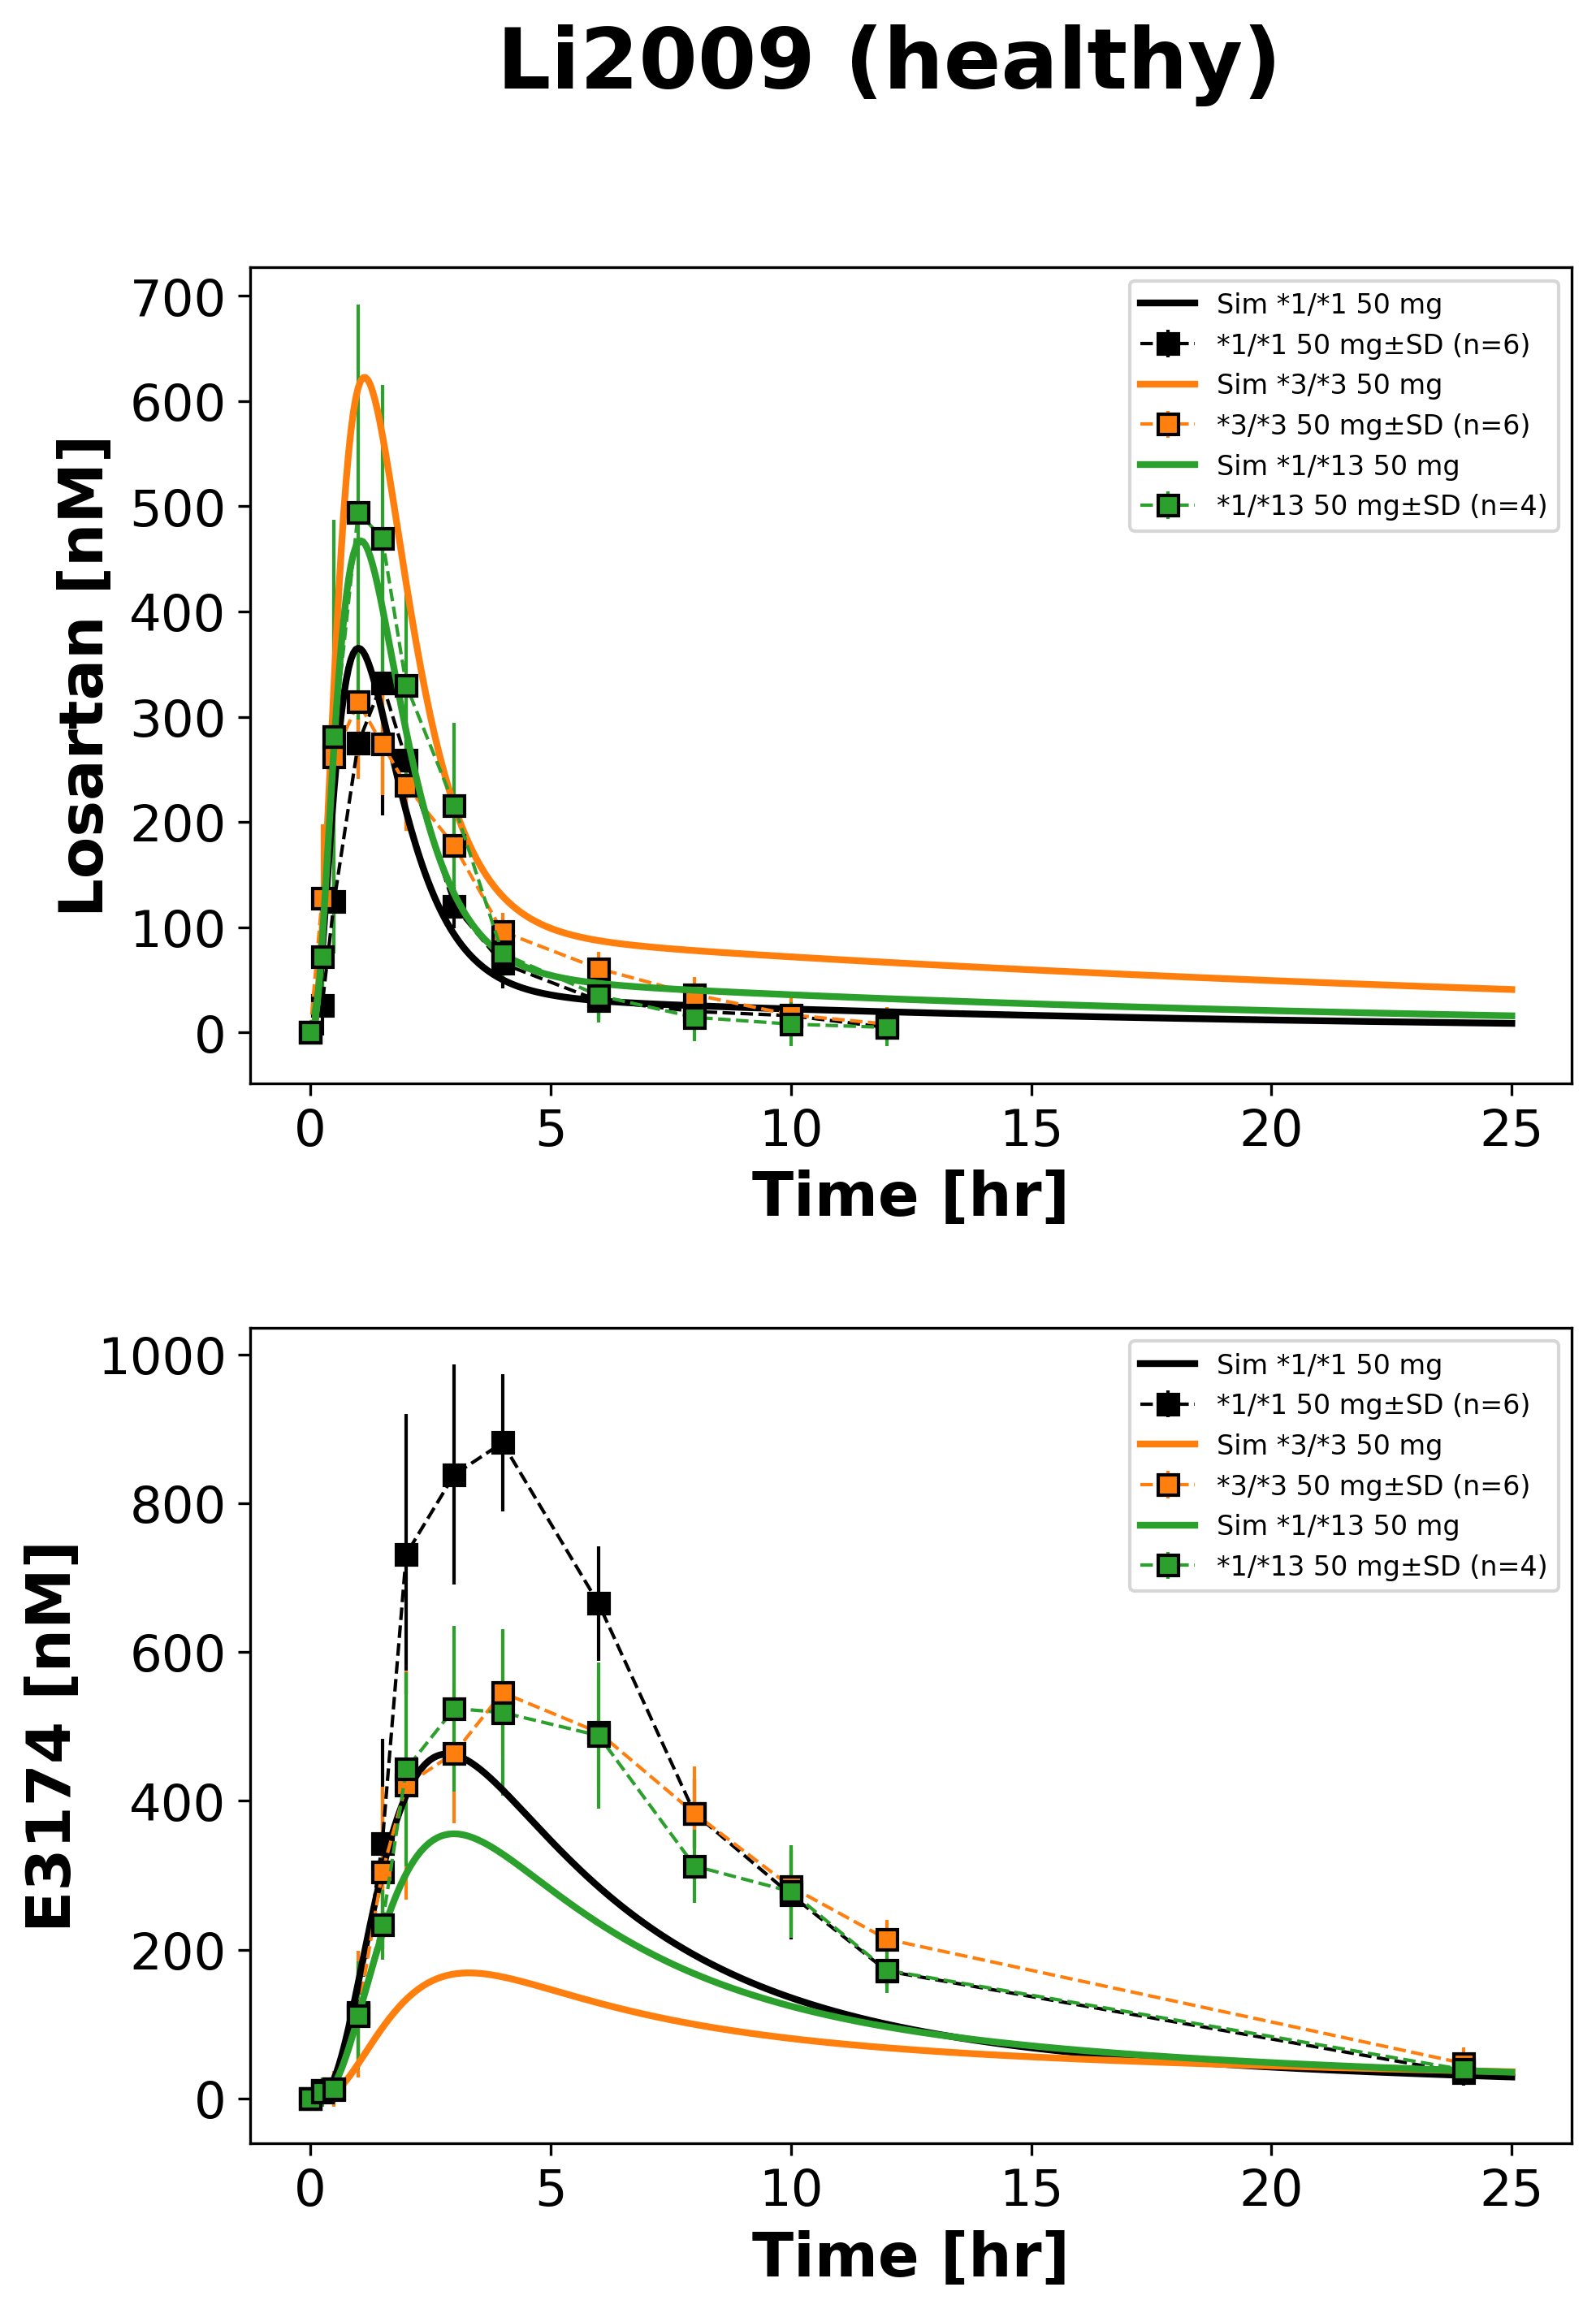 Li2009 (healthy)
Losartan [nM]
700
600
500
400
300
200
100
0
Sim *1/*1 50 mg
*1/*1 50 mg±SD (n=6)
Sim *3/*3 50 mg
*3/*3 50 mg±SD (n=6)
Sim *1/*13 50 mg
*1/*13 50 mg±SD (n=4)
0 5 10 15 20 25
Time [hr]
E3174 [nM]
1000
800
600
400
200
0
Sim *1/*1 50 mg
*1/*1 50 mg±SD (n=6)
Sim *3/*3 50 mg
*3/*3 50 mg±SD (n=6)
Sim *1/*13 50 mg
*1/*13 50 mg±SD (n=4)
0 5 10 15 20 25
Time [hr]